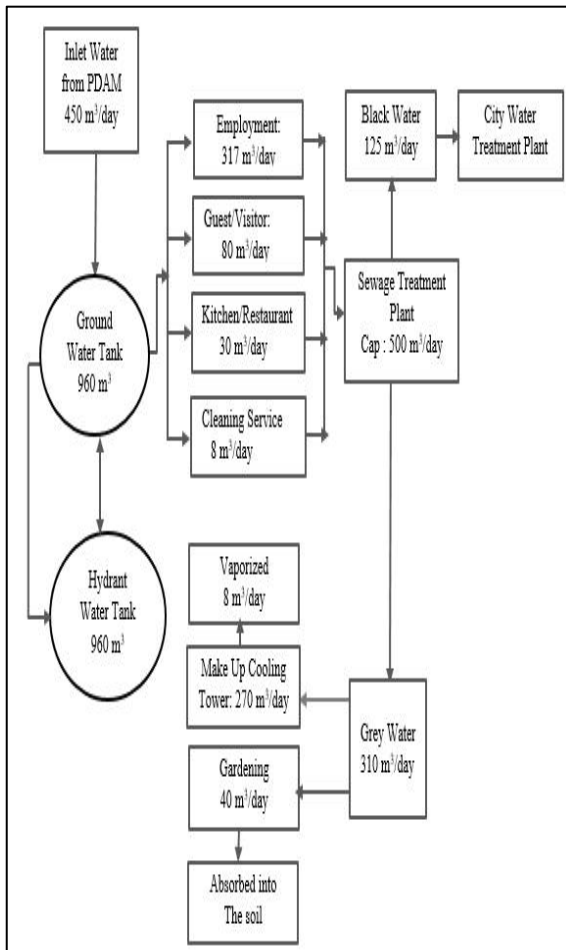 Inlet Water
from PDAM
450 m³/day
Employment:
317 m³/day
Black Water
125 m³/day
City Water
Treatment Plant
Guest/Visitor:
80 m³/day
Ground
Water Tank
960 m³
Kitchen/Restaurant
30 m³/day
Sewage Treatment
Plant
Cap : 500 m³/day
Cleaning Service
8 m³/day
Hydrant
Water Tank
960 m³
Vaporized
8 m³/day
Make Up Cooling
Tower: 270 m³/day
Grey Water
310 m³/day
Gardening
40 m³/day
Absorbed into
The soil